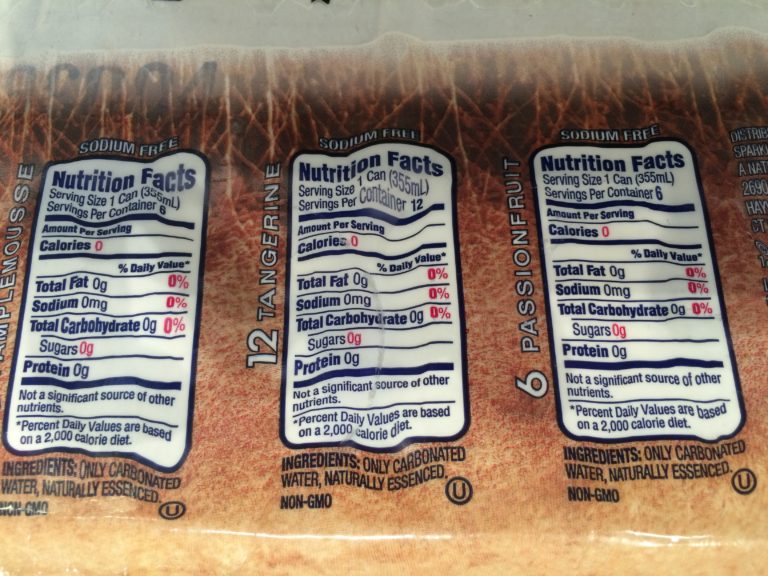 AMPLEMOUSSE
SODIUM FREE
Nutrition Facts
Serving Size 1 Can (355mL)
Servings Per Container 6
Amount Per Serving
Calories 0
% Daily Value*
Total Fat 0g 0%
Sodium 0mg 0%
Total Carbohydrate 0g 0%
Sugars 0g
Protein 0g
Not a significant source of other
nutrients.
*Percent Daily Values are based
on a 2,000 calorie diet.
INGREDIENTS: ONLY CARBONATED
WATER, NATURALLY ESSENCED.
NON-GMO
U
12 TANGERINE
SODIUM FREE
Nutrition Facts
Serving Size 1 Can (355mL)
Servings Per Container 12
Amount Per Serving
Calories 0
% Daily Value*
Total Fat 0g 0%
Sodium 0mg 0%
Total Carbohydrate 0g 0%
Sugars 0g
Protein 0g
Not a significant source of other
nutrients.
*Percent Daily Values are based
on a 2,000 calorie diet.
INGREDIENTS: ONLY CARBONATED
WATER, NATURALLY ESSENCED.
NON-GMO
U
6 PASSIONFRUIT
SODIUM FREE
Nutrition Facts
Serving Size 1 Can (355mL)
Servings Per Container 6
Amount Per Serving
Calories 0
% Daily Value*
Total Fat 0g 0%
Sodium 0mg 0%
Total Carbohydrate 0g 0%
Sugars 0g
Protein 0g
Not a significant source of other
nutrients.
*Percent Daily Values are based
on a 2,000 calorie diet.
INGREDIENTS: ONLY CARBONATED
WATER, NATURALLY ESSENCED.
NON-GMO
U
DISTRIB
SPARK
A NAT
2690
HAY
CT